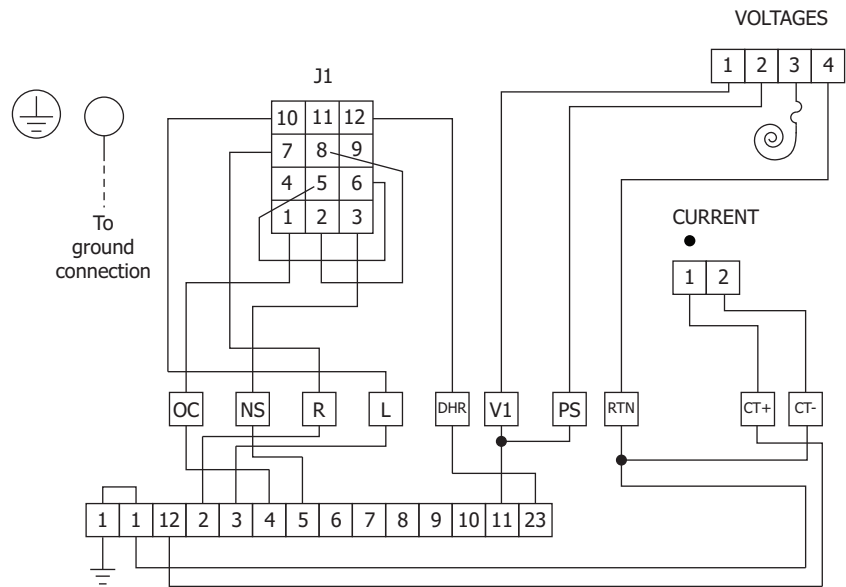 VOLTAGES
1 2 3 4
J1
10 11 12
7 8 9
4 5 6
1 2 3
To
ground
connection
CURRENT
1 2
OC NS R L DHR V1 PS RTN CT+ CT-
1 1 12 2 3 4 5 6 7 8 9 10 11 23